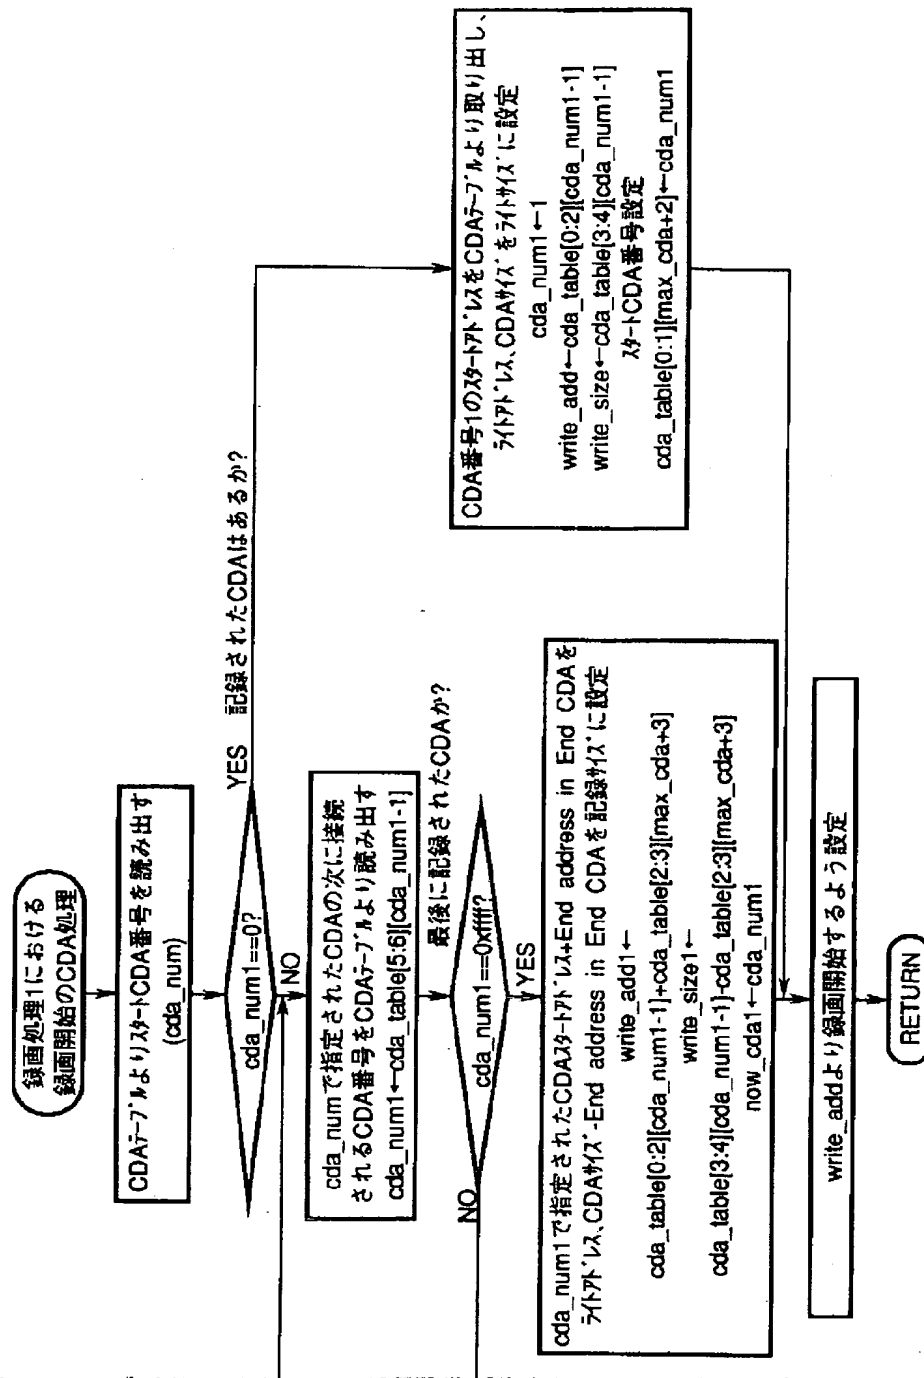 録画処理1における
録画開始のCDA処理
CDAテーブルよりスタートCDA番号を読み出す
(cda_num)
cda_num1==0?
YES
記録されたCDAはあるか?
NO
CDA番号1のスタートアドレスをCDAテーブルより取り出し、
ライトアドレス、CDAサイズをライトサイズに設定
cda_num1←1
write_add←cda_table[0:2][cda_num1-1]
write_size←cda_table[3:4][cda_num1-1]
スタートCDA番号設定
cda_table[0:1][max_cda+2]←cda_num1
cda_numで指定されたCDAの次に接続
されるCDA番号をCDAテーブルより読み出す
cda_num1←cda_table[5:6][cda_num1-1]
最後に記録されたCDAか?
cda_num1==0xffff?
NO
YES
cda_num1で指定されたCDAスタートアドレス+End address in End CDAを
ライトアドレス、CDAサイズ-End address in End CDAを記録サイズに設定
write_add1←
cda_table[0:2][cda_num1-1]+cda_table[2:3][max_cda+3]
write_size1←
cda_table[3:4][cda_num1-1]-cda_table[2:3][max_cda+3]
now_cda1←cda_num1
write_addより録画開始するよう設定
RETURN